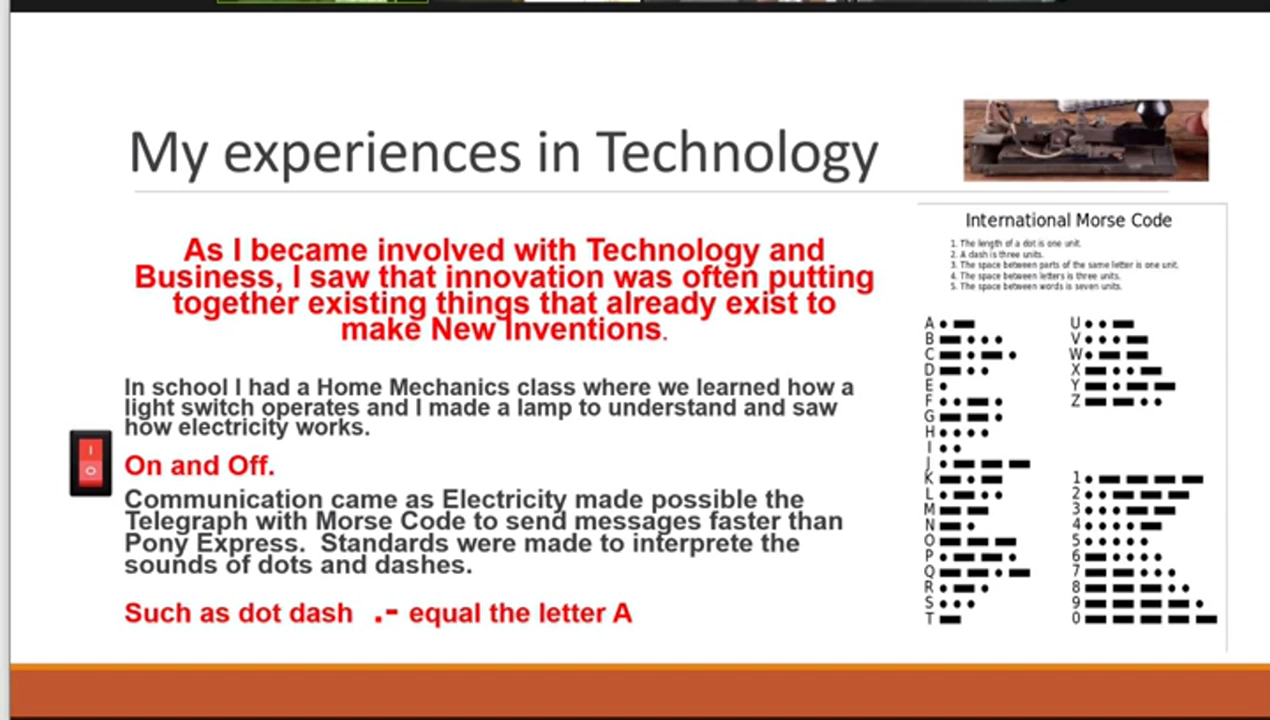 My experiences in Technology
As I became involved with Technology and
Business, I saw that innovation was often putting
together existing things that already exist to
make New Inventions.
In school I had a Home Mechanics class where we learned how a
light switch operates and I made a lamp to understand and saw
how electricity works.
I
O
On and Off.
Communication came as Electricity made possible the
Telegraph with Morse Code to send messages faster than
Pony Express.  Standards were made to interprete the
sounds of dots and dashes.
Such as dot dash  .- equal the letter A
International Morse Code
1. The length of a dot is one unit.
2. A dash is three units.
3. The space between parts of the same letter is one unit.
4. The space between letters is three units.
5. The space between words is seven units.
A
B
C
D
E
F
G
H
I
J
K
L
M
N
O
P
Q
R
S
T
U
V
W
X
Y
Z
1
2
3
4
5
6
7
8
9
0